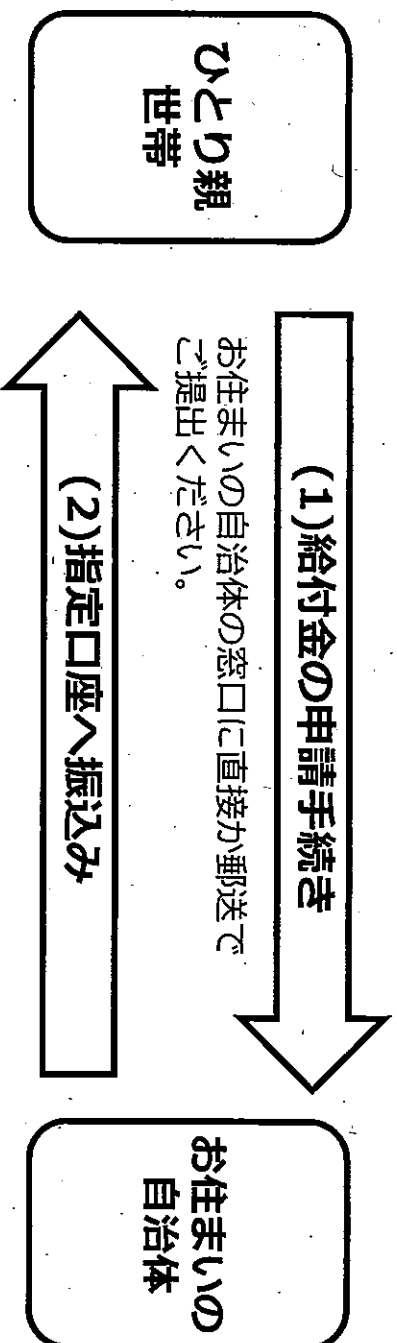 ひとり親
世帯
(1)給付金の申請手続き
お住まいの自治体の窓口に直接か郵送で
ご提出ください。
(2)指定口座へ振込み
お住まいの
自治体